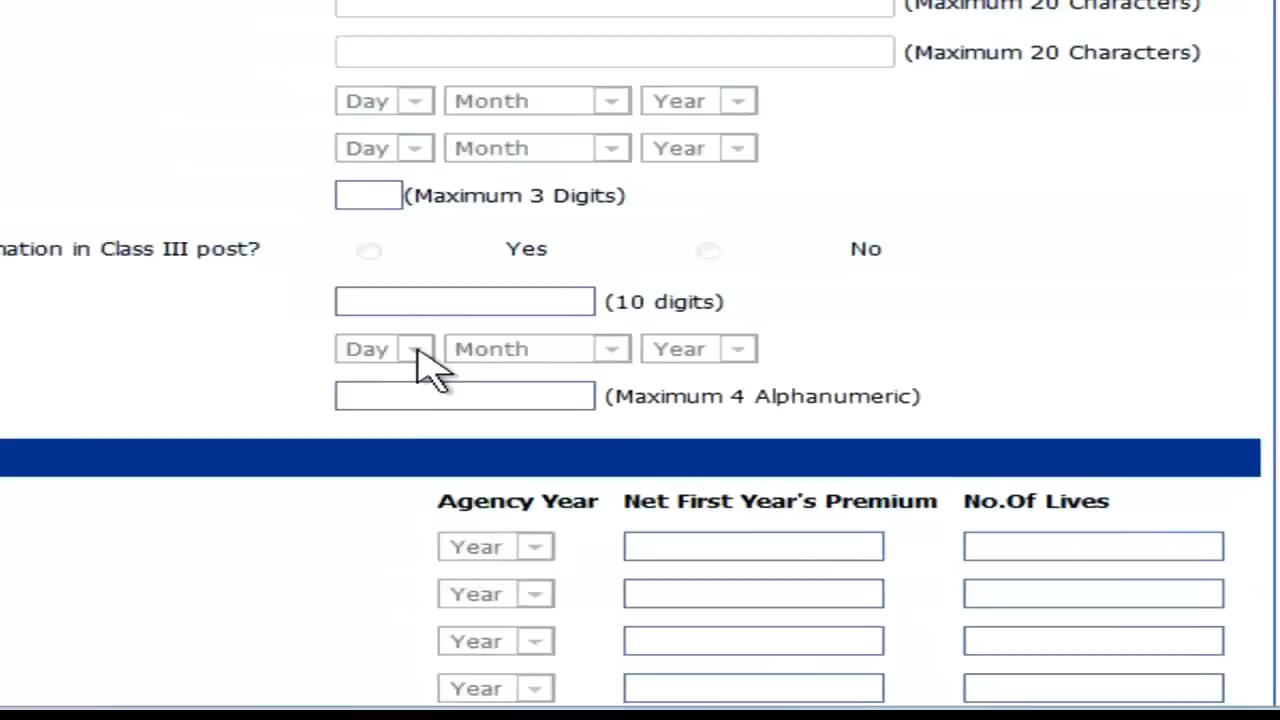 (Maximum 20 Characters)
(Maximum 20 Characters)
Day Month Year
Day Month Year
(Maximum 3 Digits)
nation in Class III post? Yes No
(10 digits)
Day Month Year
(Maximum 4 Alphanumeric)
Agency Year Net First Year's Premium No.Of Lives
Year
Year
Year
Year